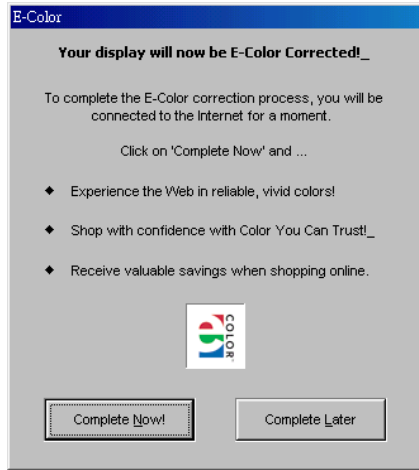 E-Color
Your display will now be E-Color Corrected!_
To complete the E-Color correction process, you will be
connected to the Internet for a moment.
Click on 'Complete Now' and ...
◆ Experience the Web in reliable, vivid colors!
◆ Shop with confidence with Color You Can Trust!_
◆ Receive valuable savings when shopping online.
e COLOR
Complete Now!
Complete Later